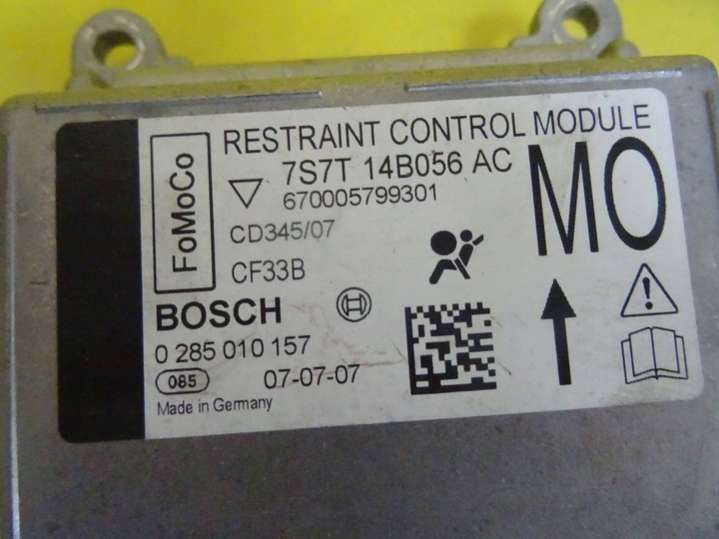 FoMoCo
RESTRAINT CONTROL MODULE
7S7T 14B056 AC
670005799301
MO
CD345/07
CF33B
BOSCH
0 285 010 157
085 07-07-07
Made in Germany